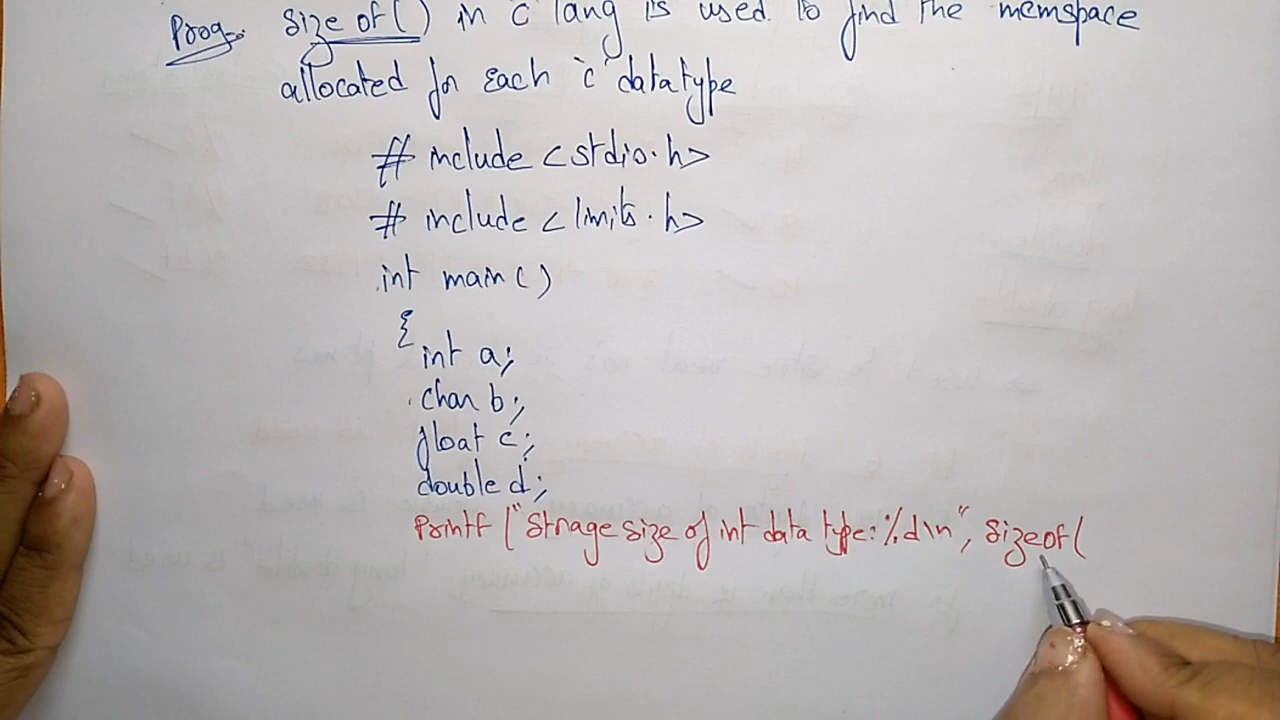 Prog. Size of() in c lang is used to find the memspace
allocated for each 'c' datatype
# include <stdio.h>
# include <limits.h>
int main()
{
int a;
char b;
float c;
double d;
Printf ("Strage size of int data type:%d\n", Sizeof(